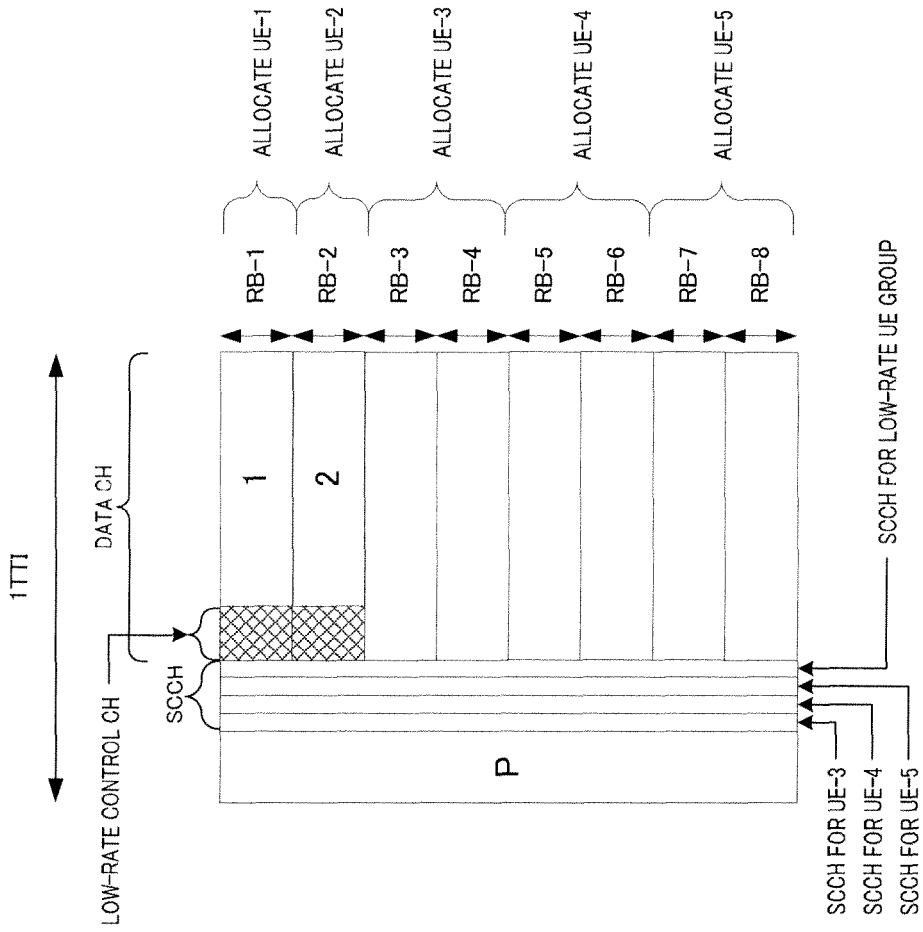 1TTI
DATA CH
LOW-RATE CONTROL CH
SCCH
P
1
2
RB-1
RB-2
RB-3
RB-4
RB-5
RB-6
RB-7
RB-8
ALLOCATE UE-1
ALLOCATE UE-2
ALLOCATE UE-3
ALLOCATE UE-4
ALLOCATE UE-5
SCCH FOR UE-3
SCCH FOR UE-4
SCCH FOR UE-5
SCCH FOR LOW-RATE UE GROUP